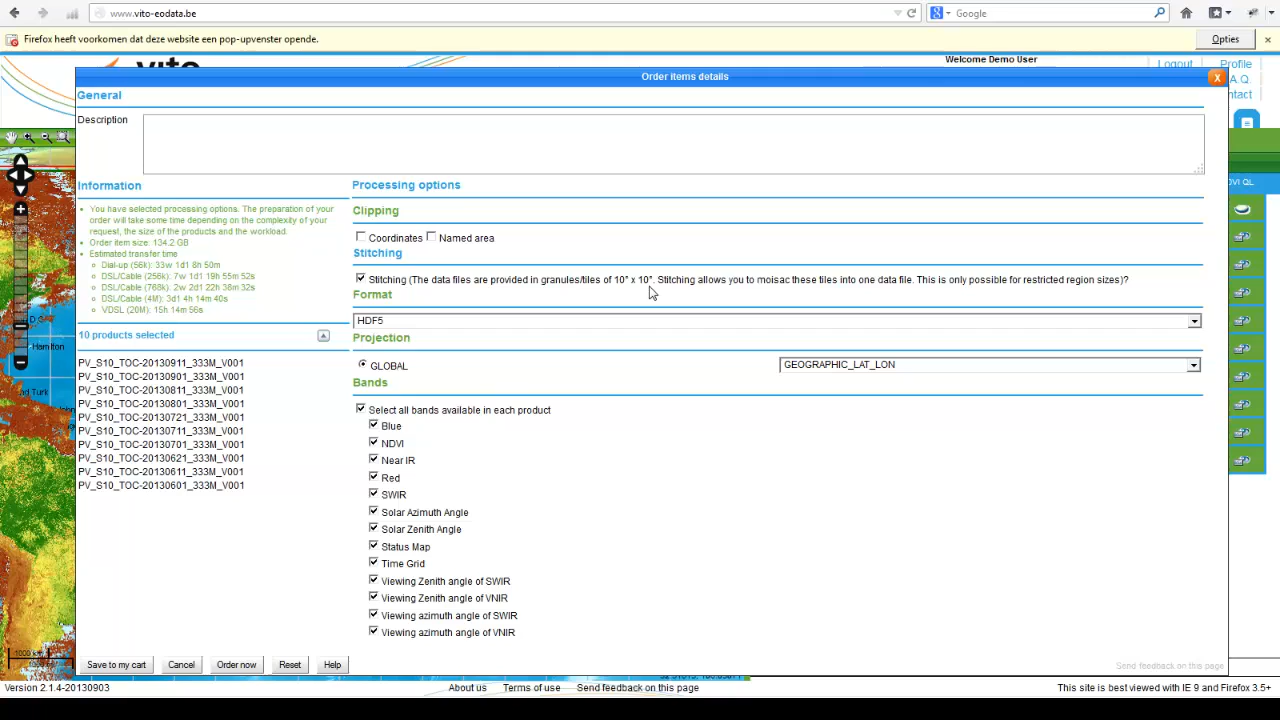 www.vito-eodata.be
Google
Firefox heeft voorkomen dat deze website een pop-upvenster opende.
Opties
vito
Welcome Demo User
Logout
Profile
Order items details
X
A.Q.
General
ntact
Description
Information
Processing options
DVI QL
You have selected processing options. The preparation of your
order will take some time depending on the complexity of your
request, the size of the products and the workload.
Order item size: 134.2 GB
Estimated transfer time
Dial-up (56k): 33w 1d1 8h 50m
DSL/Cable (256k): 7w 1d1 19h 55m 52s
DSL/Cable (768k): 2w 2d1 22h 38m 32s
DSL/Cable (4M): 3d1 4h 14m 40s
VDSL (20M): 15h 14m 56s
Clipping
Coordinates
Named area
Stitching
Stitching (The data files are provided in granules/tiles of 10° x 10°. Stitching allows you to moisac these tiles into one data file. This is only possible for restricted region sizes)?
Format
HDF5
10 products selected
Projection
GLOBAL
GEOGRAPHIC_LAT_LON
Hamilton
PV_S10_TOC-20130911_333M_V001
PV_S10_TOC-20130901_333M_V001
PV_S10_TOC-20130811_333M_V001
PV_S10_TOC-20130801_333M_V001
PV_S10_TOC-20130721_333M_V001
PV_S10_TOC-20130711_333M_V001
PV_S10_TOC-20130701_333M_V001
PV_S10_TOC-20130621_333M_V001
PV_S10_TOC-20130611_333M_V001
PV_S10_TOC-20130601_333M_V001
nd Turk
Bands
Select all bands available in each product
Blue
NDVI
Near IR
Red
SWIR
Solar Azimuth Angle
Solar Zenith Angle
Status Map
Time Grid
Viewing Zenith angle of SWIR
Viewing Zenith angle of VNIR
Viewing azimuth angle of SWIR
Viewing azimuth angle of VNIR
Save to my cart
Cancel
Order now
Reset
Help
Send feedback on this page
Version 2.1.4-20130903
About us
Terms of use
Send feedback on this page
This site is best viewed with IE 9 and Firefox 3.5+